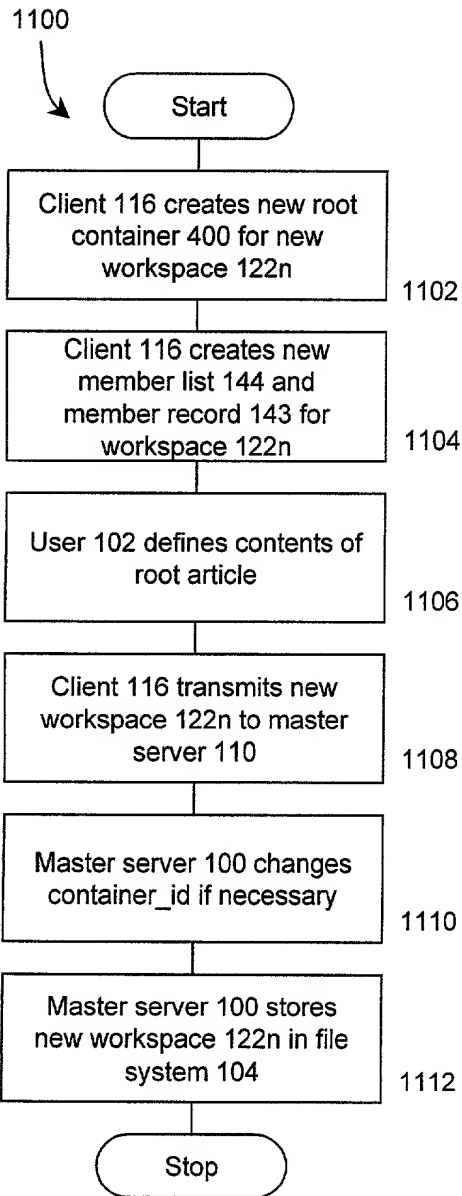 1100
Start
Client 116 creates new root
container 400 for new
workspace 122n
1102
Client 116 creates new
member list 144 and
member record 143 for
workspace 122n
1104
User 102 defines contents of
root article
1106
Client 116 transmits new
workspace 122n to master
server 110
1108
Master server 100 changes
container_id if necessary
1110
Master server 100 stores
new workspace 122n in file
system 104
1112
Stop